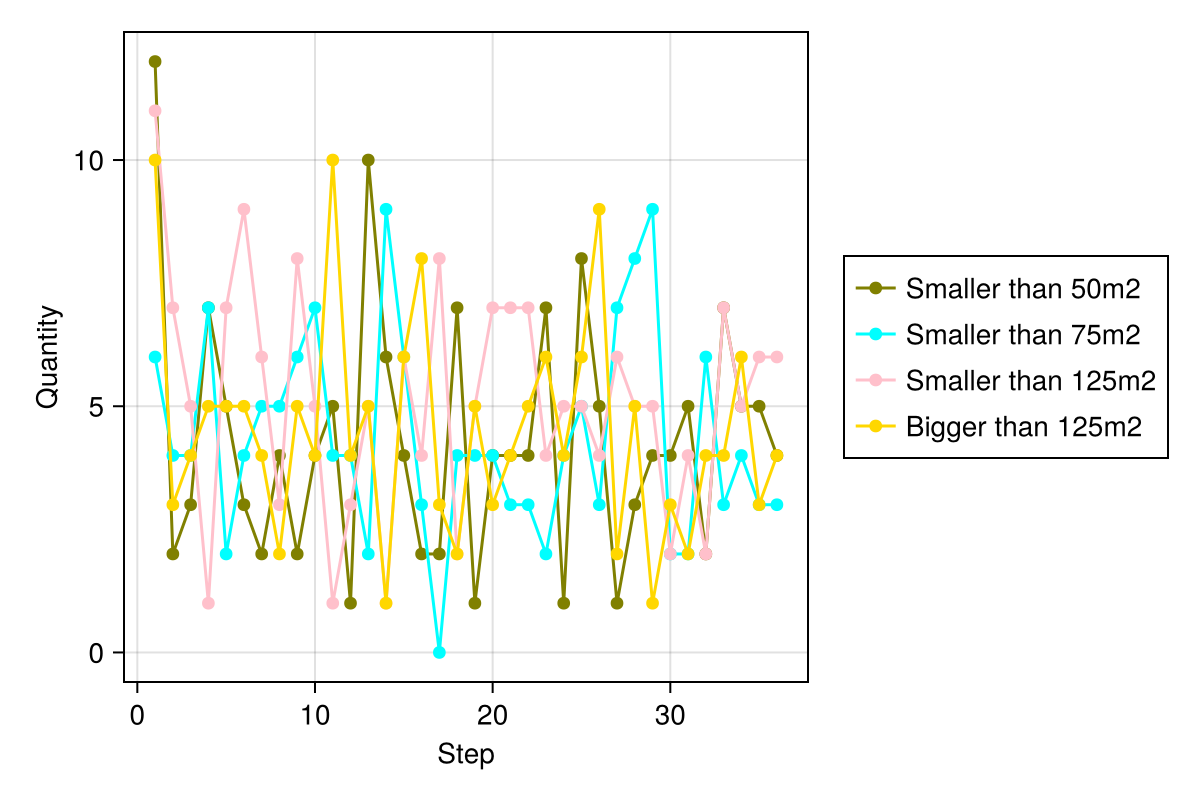 10
5
0
Quantity
0 10 20 30
Step
Smaller than 50m2
Smaller than 75m2
Smaller than 125m2
Bigger than 125m2